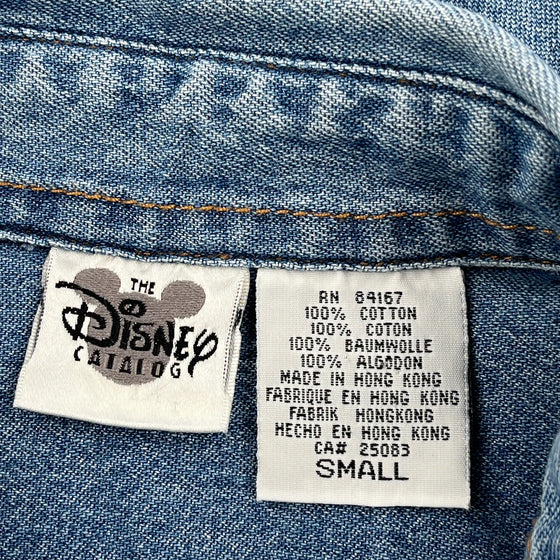 THE
DISNEY
CATALOG
RN 84167
100% COTTON
100% COTON
100% BAUMWOLLE
100% ALGODON
MADE IN HONG KONG
FABRIQUE EN HONG KONG
FABRIK HONGKONG
HECHO EN HONG KONG
CA# 25083
SMALL